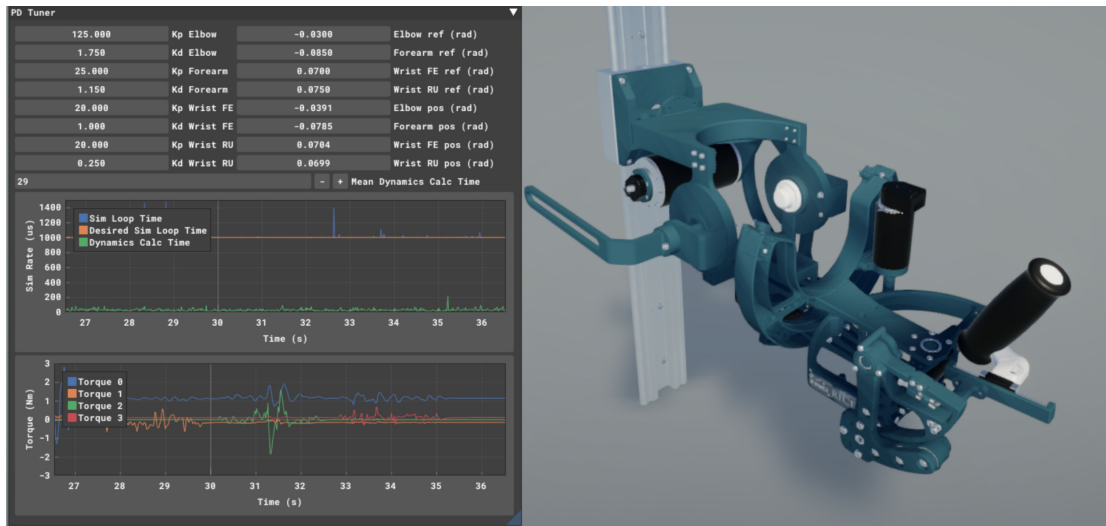 PD Tuner
125.000 Kp Elbow -0.0300 Elbow ref (rad)
1.750 Kd Elbow -0.0850 Forearm ref (rad)
25.000 Kp Forearm 0.0700 Wrist FE ref (rad)
1.150 Kd Forearm 0.0750 Wrist RU ref (rad)
20.000 Kp Wrist FE -0.0391 Elbow pos (rad)
1.000 Kd Wrist FE -0.0785 Forearm pos (rad)
20.000 Kp Wrist RU 0.0704 Wrist FE pos (rad)
0.250 Kd Wrist RU 0.0699 Wrist RU pos (rad)
29 - + Mean Dynamics Calc Time
Sim Rate (us)
1400
1200
1000
800
600
400
200
0
Sim Loop Time
Desired Sim Loop Time
Dynamics Calc Time
27 28 29 30 31 32 33 34 35 36
Time (s)
Torque (Nm)
3
2
1
0
-1
-2
-3
Torque 0
Torque 1
Torque 2
Torque 3
27 28 29 30 31 32 33 34 35 36
Time (s)